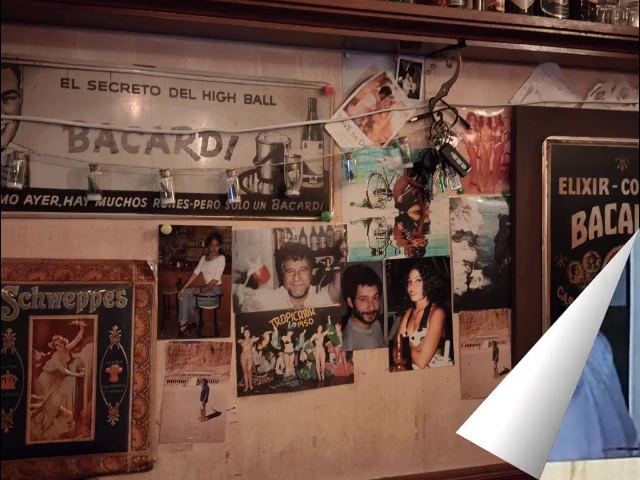 EL SECRETO DEL HIGH BALL
BACARDI
MO AYER, HAY MUCHOS RONES-PERO SOLO UN BACARDI
Schweppes
TROPICANA
1950
ELIXIR - CO
BACA